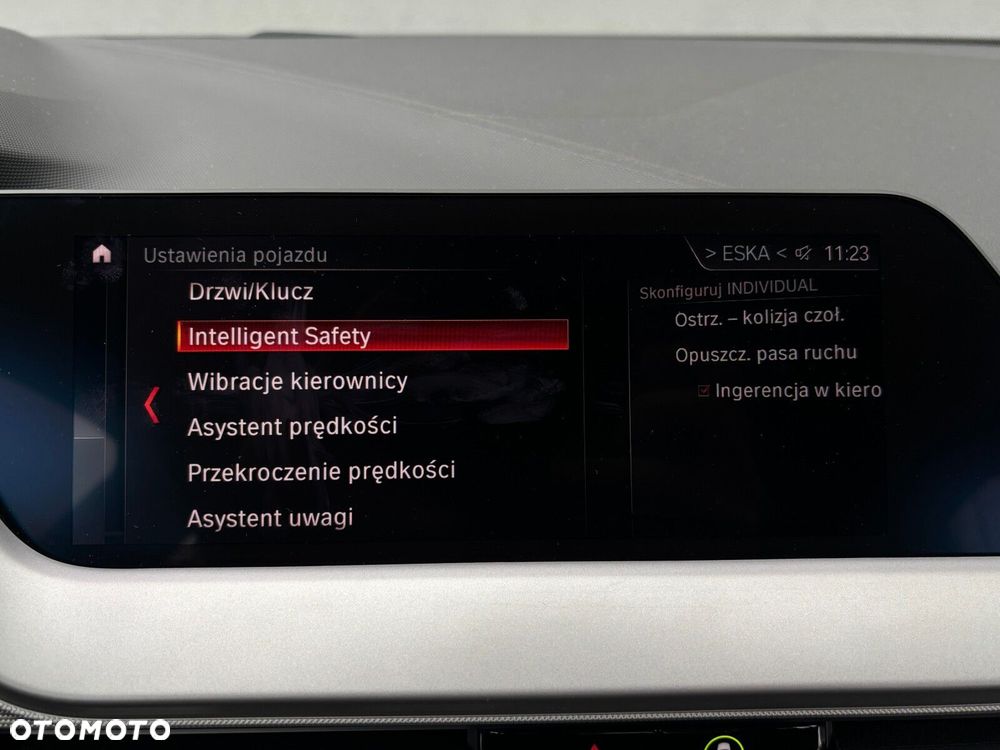 Ustawienia pojazdu
> ESKA < 11:23
Drzwi/Klucz
Intelligent Safety
Wibracje kierownicy
Asystent prędkości
Przekroczenie prędkości
Asystent uwagi
Skonfiguruj INDIVIDUAL
Ostrz. – kolizja czoł.
Opuszcz. pasa ruchu
Ingerencja w kiero
OTOMOTO